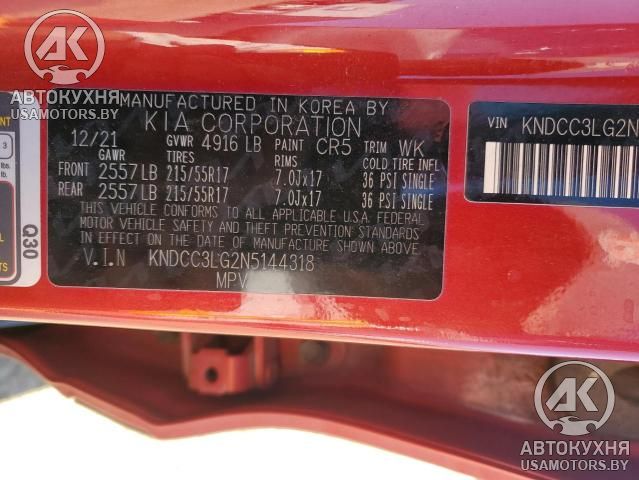 АВТОКУХНЯ
USAMOTORS.BY
MANUFACTURED IN KOREA BY
KIA CORPORATION
12/21 GVWR 4916 LB PAINT CR5 TRIM WK
GAWR TIRES RIMS COLD TIRE INFL
FRONT 2557 LB 215/55R17 7.0Jx17 36 PSI SINGLE
REAR 2557 LB 215/55R17 7.0Jx17 36 PSI SINGLE
THIS VEHICLE CONFORMS TO ALL APPLICABLE U.S.A. FEDERAL
MOTOR VEHICLE SAFETY AND THEFT PREVENTION STANDARDS
IN EFFECT ON THE DATE OF MANUFACTURE SHOWN ABOVE.
V.I.N KNDCC3LG2N5144318
MPV
VIN KNDCC3LG2N
3
lbs.
lb.
Q30
АВТОКУХНЯ
USAMOTORS.BY